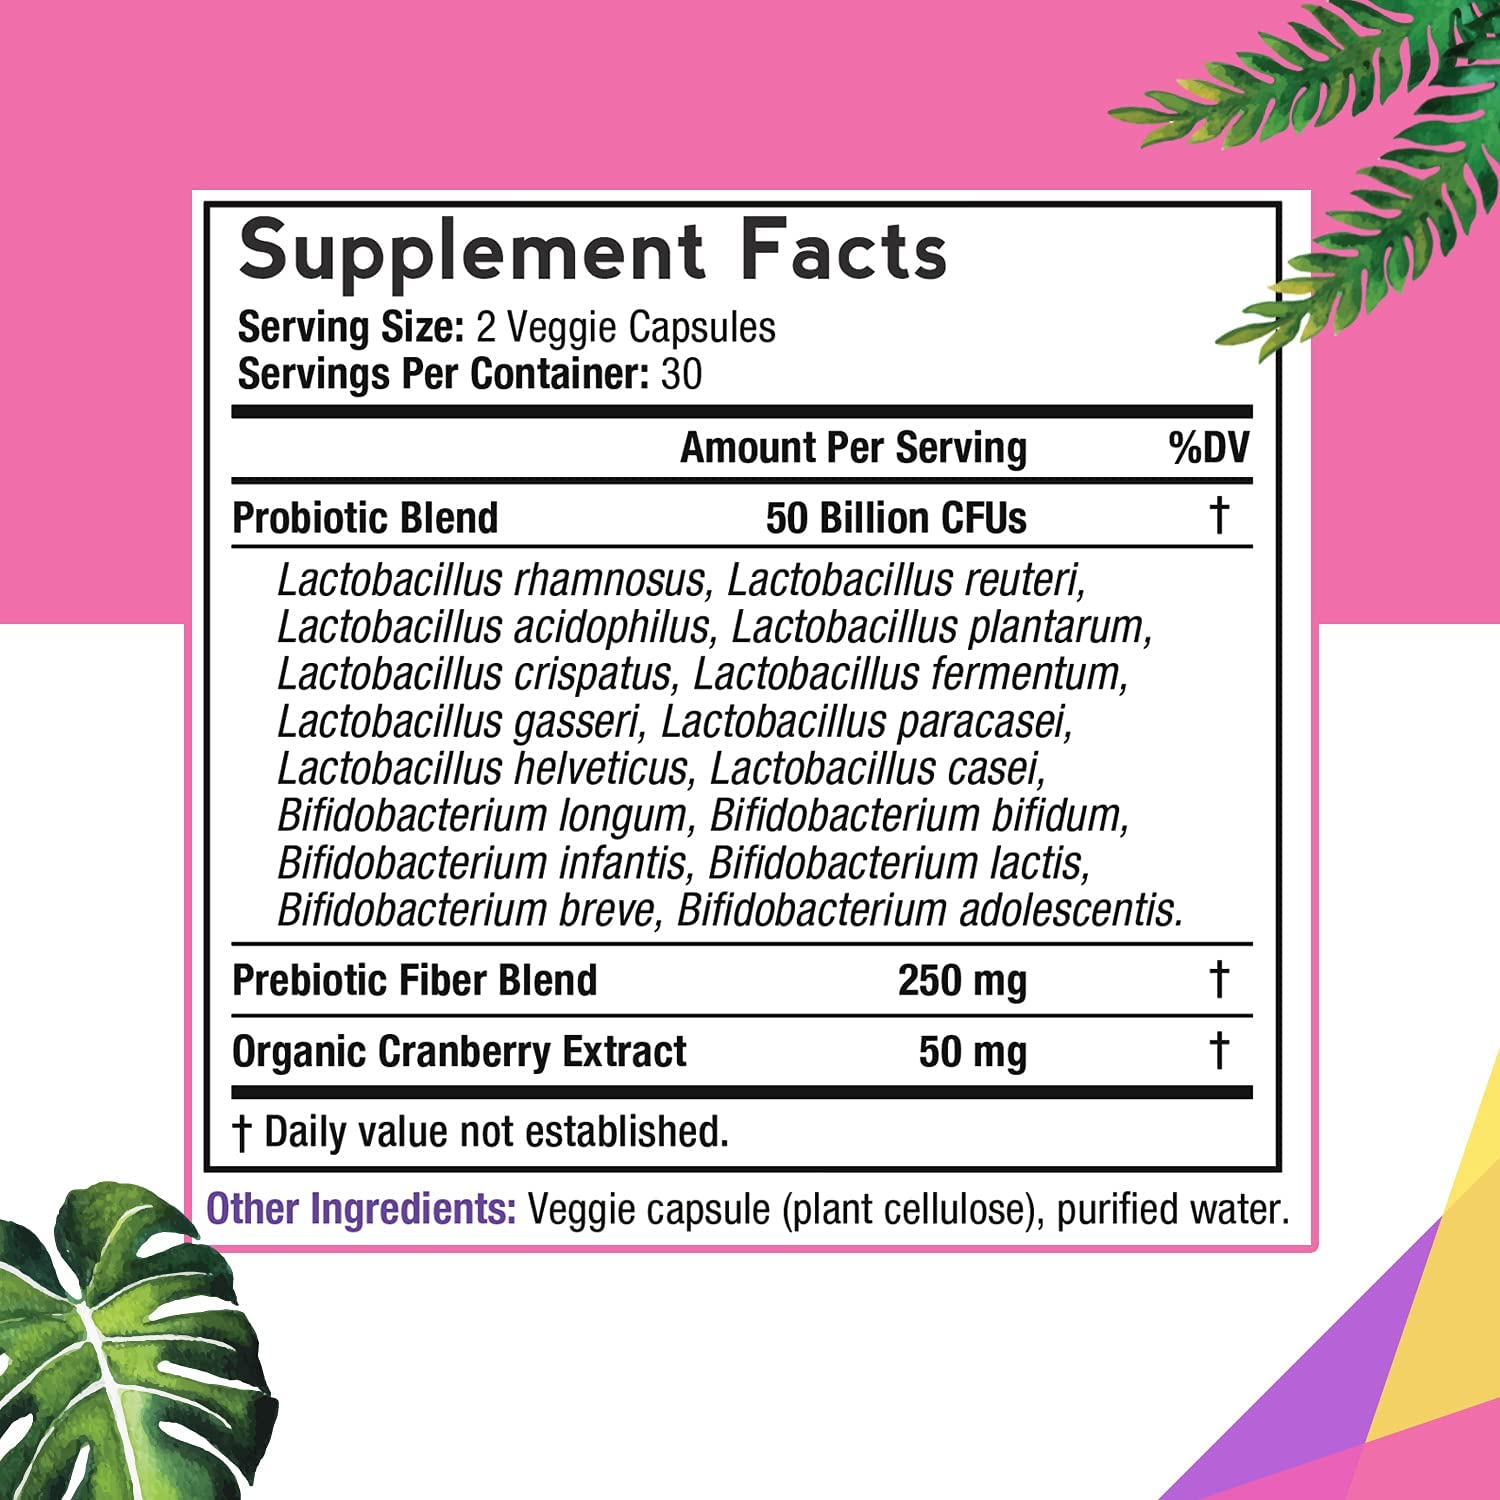 Supplement Facts
Serving Size: 2 Veggie Capsules
Servings Per Container: 30
Amount Per Serving %DV
Probiotic Blend 50 Billion CFUs †
Lactobacillus rhamnosus, Lactobacillus reuteri,
Lactobacillus acidophilus, Lactobacillus plantarum,
Lactobacillus crispatus, Lactobacillus fermentum,
Lactobacillus gasseri, Lactobacillus paracasei,
Lactobacillus helveticus, Lactobacillus casei,
Bifidobacterium longum, Bifidobacterium bifidum,
Bifidobacterium infantis, Bifidobacterium lactis,
Bifidobacterium breve, Bifidobacterium adolescentis.
Prebiotic Fiber Blend 250 mg †
Organic Cranberry Extract 50 mg †
† Daily value not established.
Other Ingredients: Veggie capsule (plant cellulose), purified water.